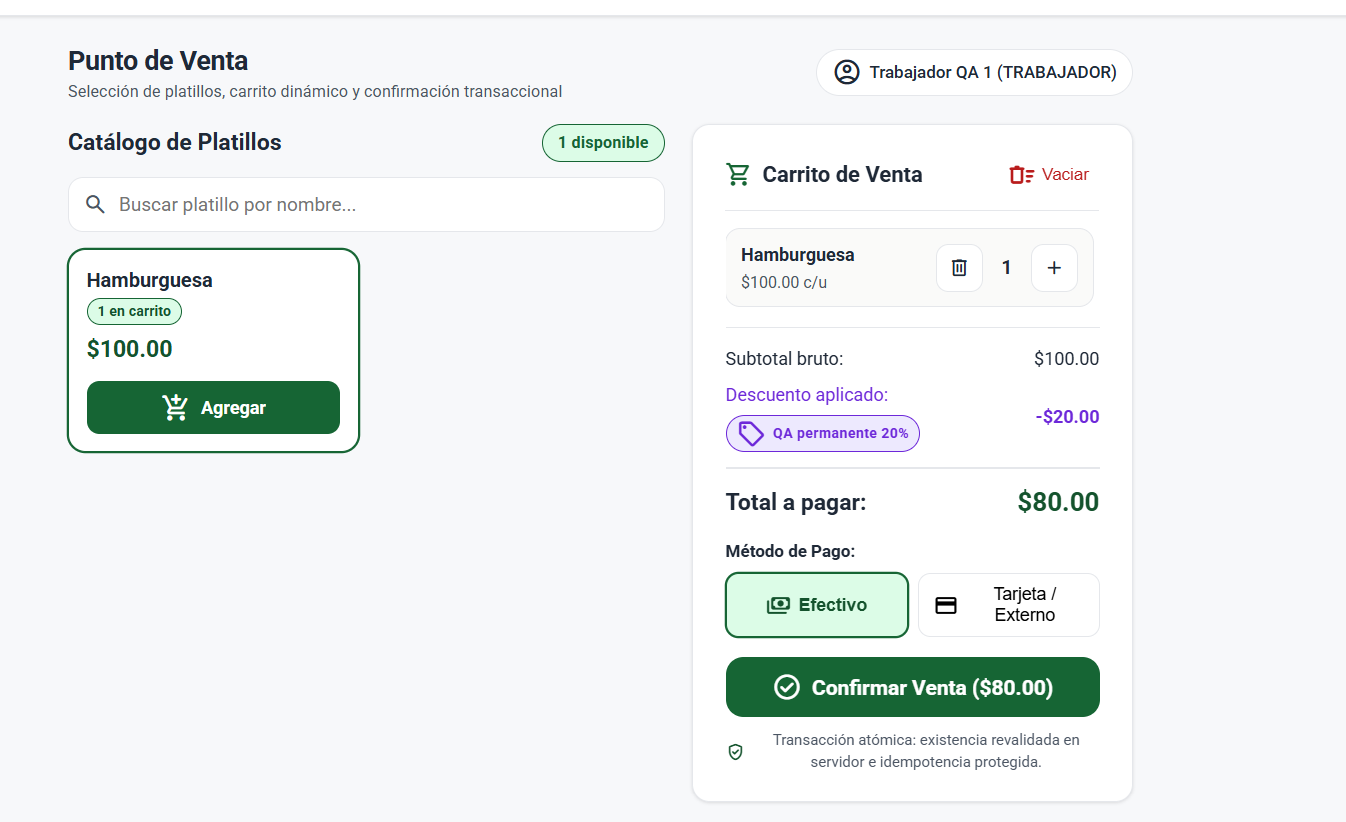 Punto de Venta
Selección de platillos, carrito dinámico y confirmación transaccional
Trabajador QA 1 (TRABAJADOR)
Catálogo de Platillos
1 disponible
Buscar platillo por nombre...
Hamburguesa
1 en carrito
$100.00
Agregar
Carrito de Venta
Vaciar
Hamburguesa
$100.00 c/u
1
+
Subtotal bruto:
$100.00
Descuento aplicado:
QA permanente 20%
-$20.00
Total a pagar:
$80.00
Método de Pago:
Efectivo
Tarjeta /
Externo
Confirmar Venta ($80.00)
Transacción atómica: existencia revalidada en
servidor e idempotencia protegida.